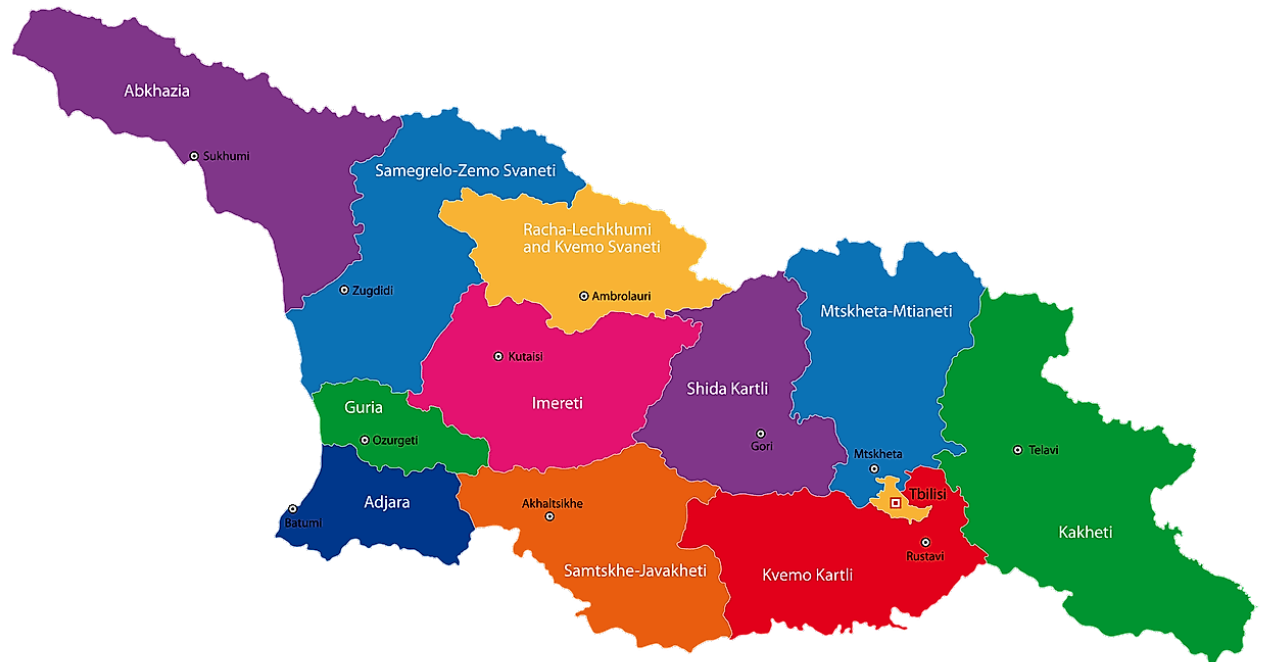 Abkhazia
Sukhumi
Samegrelo-Zemo Svaneti
Racha-Lechkhumi
and Kvemo Svaneti
Zugdidi
Ambrolauri
Mtskheta-Mtianeti
Kutaisi
Shida Kartli
Imereti
Guria
Ozurgeti
Gori
Telavi
Mtskheta
Adjara
Akhaltsikhe
Tbilisi
Batumi
Kakheti
Rustavi
Samtskhe-Javakheti
Kvemo Kartli